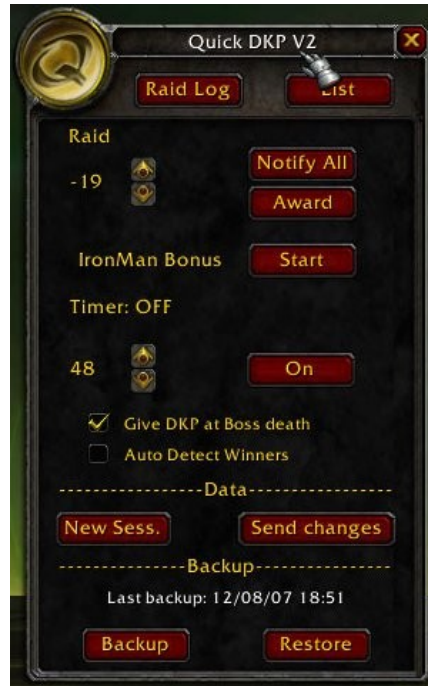 Quick DKP V2
Raid Log
List
Raid
-19
Notify All
Award
IronMan Bonus
Start
Timer: OFF
48
On
Give DKP at Boss death
Auto Detect Winners
----------------Data----------------
New Sess.
Send changes
--------------Backup---------------
Last backup: 12/08/07 18:51
Backup
Restore